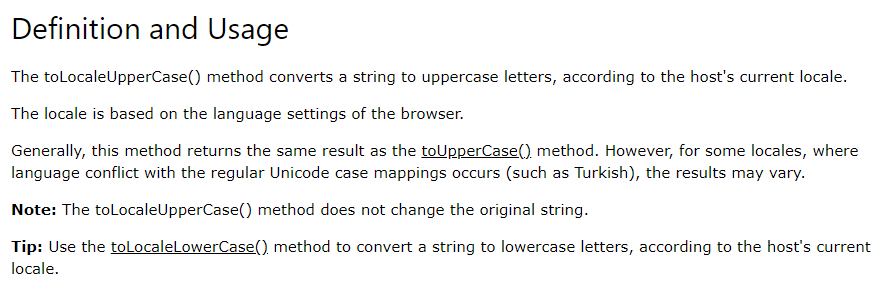 Definition and Usage
The toLocaleUpperCase() method converts a string to uppercase letters, according to the host's current locale.
The locale is based on the language settings of the browser.
Generally, this method returns the same result as the toUpperCase() method. However, for some locales, where
language conflict with the regular Unicode case mappings occurs (such as Turkish), the results may vary.
Note: The toLocaleUpperCase() method does not change the original string.
Tip: Use the toLocaleLowerCase() method to convert a string to lowercase letters, according to the host's current
locale.